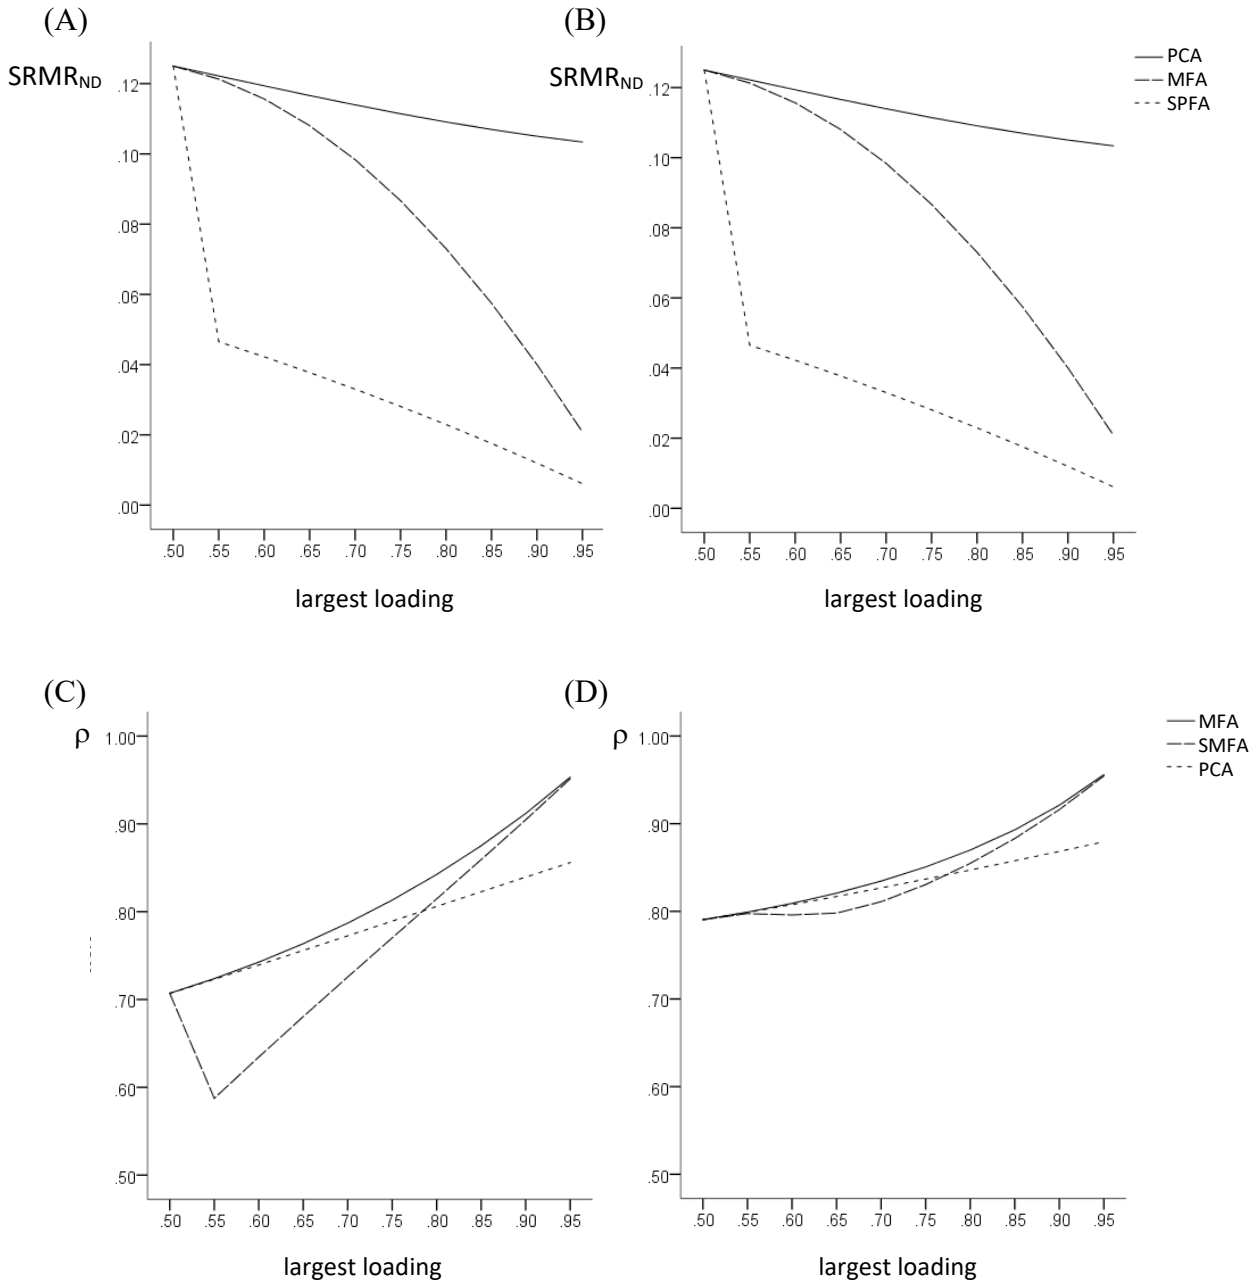 (A)
SRMRND
.12
.10
.08
.06
.04
.02
.00
.50 .55 .60 .65 .70 .75 .80 .85 .90 .95
largest loading
(B)
SRMRND
.12
.10
.08
.06
.04
.02
.00
.50 .55 .60 .65 .70 .75 .80 .85 .90 .95
largest loading
PCA
MFA
SPFA
(C)
ρ
1.00
.90
.80
.70
.60
.50
.50 .55 .60 .65 .70 .75 .80 .85 .90 .95
largest loading
(D)
ρ
1.00
.90
.80
.70
.60
.50
.50 .55 .60 .65 .70 .75 .80 .85 .90 .95
largest loading
MFA
SMFA
PCA